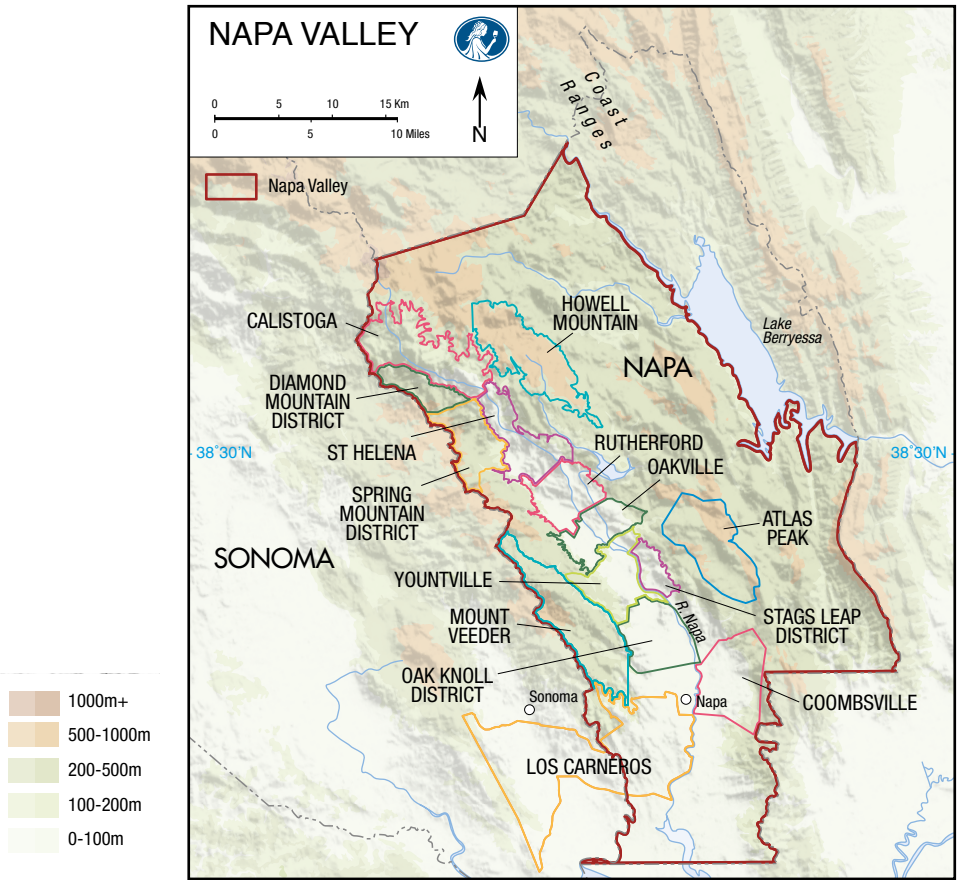 NAPA VALLEY
0 5 10 15 Km
0 5 10 Miles
N
Napa Valley
Coast
Ranges
CALISTOGA
HOWELL
MOUNTAIN
Lake
Berryessa
NAPA
DIAMOND
MOUNTAIN
DISTRICT
ST HELENA
RUTHERFORD
OAKVILLE
38°30'N
38°30'N
SPRING
MOUNTAIN
DISTRICT
ATLAS
PEAK
SONOMA
YOUNTVILLE
MOUNT
VEEDER
R. Napa
STAGS LEAP
DISTRICT
OAK KNOLL
DISTRICT
Sonoma
Napa
COOMBSVILLE
LOS CARNEROS
1000m+
500-1000m
200-500m
100-200m
0-100m